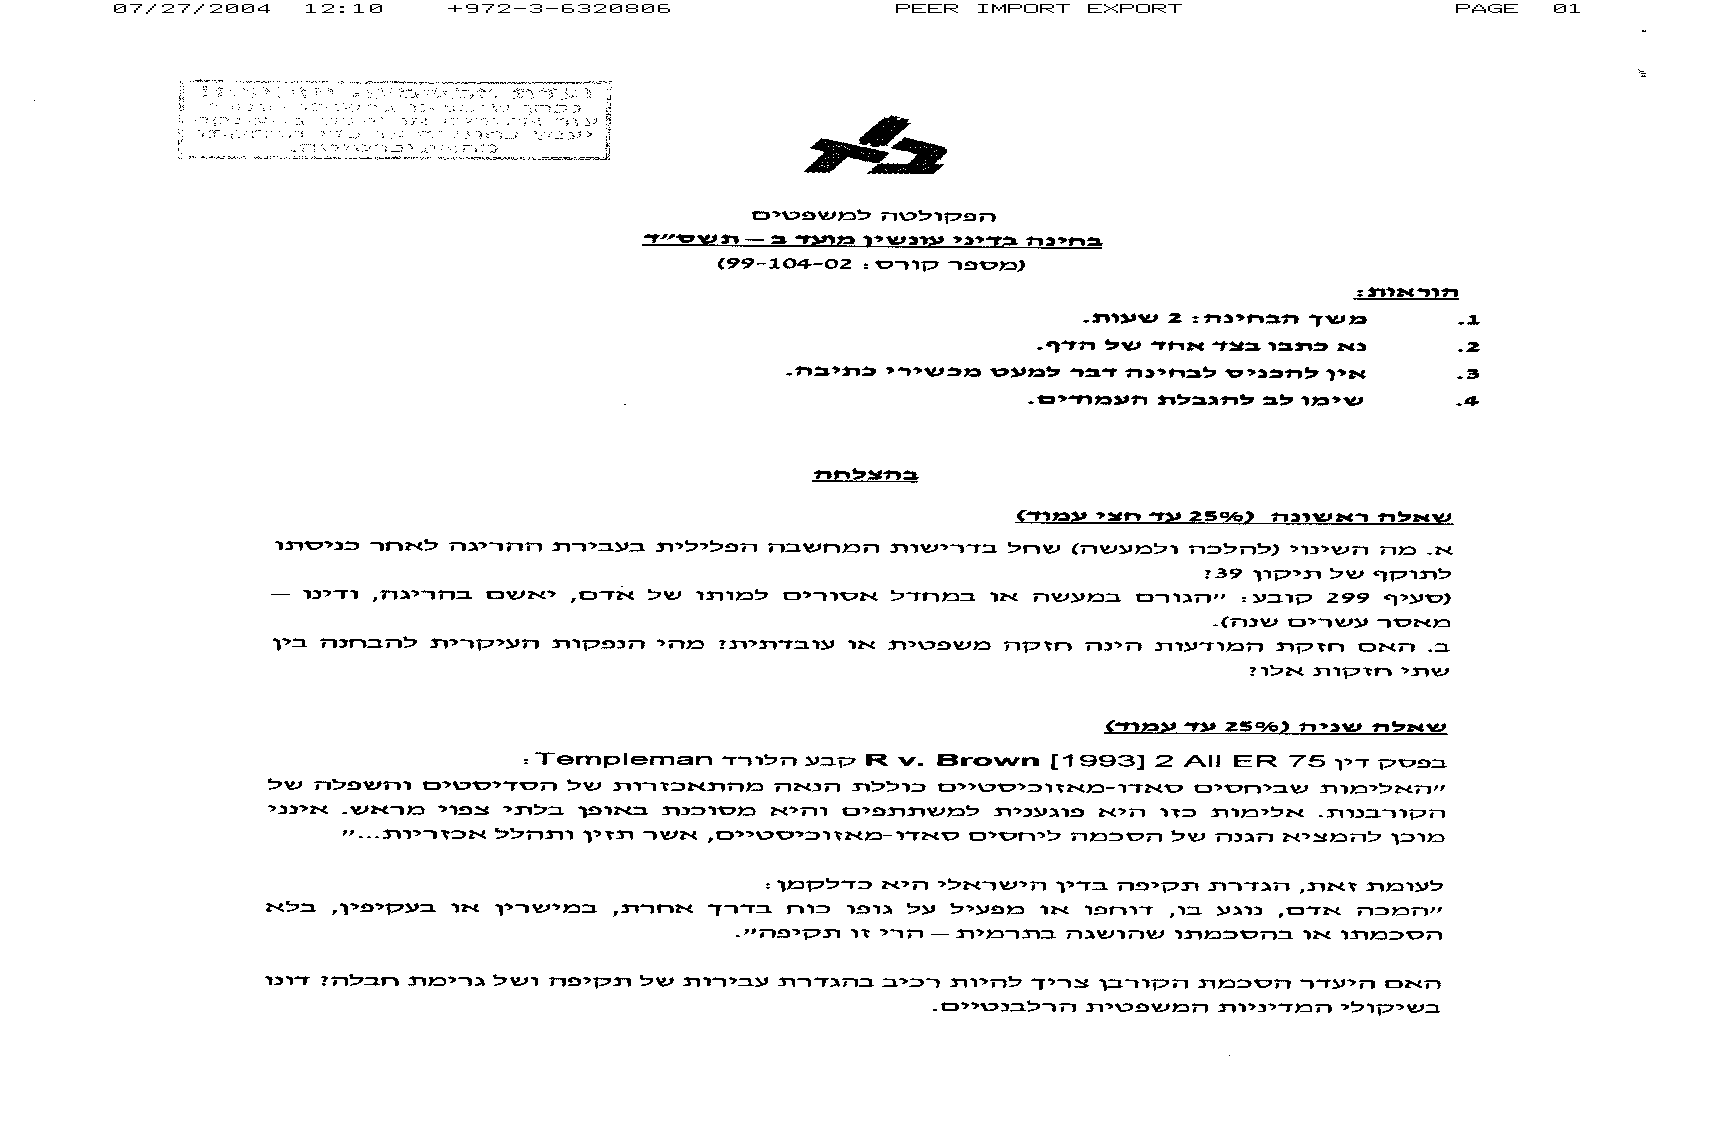 07/27/2004 12:10 +972-3-6320806 PEER IMPORT EXPORT PAGE 01
הפקולטה למשפטים
בחינה בדיני עונשין מועד ב – תשס"ד
(מספר קורס: 99-104-02)
הוראות:
1. משך הבחינה: 2 שעות.
2. נא כתבו בצד אחד של הדף.
3. אין להכניס לבחינה דבר למעט מכשירי כתיבה.
4. שימו לב להגבלת העמודים.
בהצלחה
שאלה ראשונה (25% עד חצי עמוד)
א. מה השינוי (להלכה ולמעשה) שחל בדרישות המחשבה הפלילית בעבירת ההריגה לאחר כניסתו
לתוקף של תיקון 39?
(סעיף 299 קובע: "הגורם במעשה או במחדל אסורים למותו של אדם, יאשם בהריגה, ודינו –
מאסר עשרים שנה).
ב. האם חזקת המודעות הינה חזקה משפטית או עובדתית? מהי הנפקות העיקרית להבחנה בין
שתי חזקות אלו?
שאלה שניה (25% עד עמוד)
בפסק דין R v. Brown [1993] 2 All ER 75 קבע הלורד Templeman:
"האלימות שביחסים סאדו-מאזוכיסטיים כוללת הנאה מהתאכזרות של הסדיסטים והשפלה של
הקורבנות. אלימות כזו היא פוגענית למשתתפים והיא מסוכנת באופן בלתי צפוי מראש. אינני
מוכן להמציא הגנה של הסכמה ליחסים סאדו-מאזוכיסטיים, אשר תזין ותהלל אכזריות..."
לעומת זאת, הגדרת תקיפה בדין הישראלי היא כדלקמן:
"המכה אדם, נוגע בו, דוחפו או מפעיל על גופו כוח בדרך אחרת, במישרין או בעקיפין, בלא
הסכמתו או בהסכמתו שהושגה בתרמית – הרי זו תקיפה".
האם היעדר הסכמת הקורבן צריך להיות רכיב בהגדרת עבירות של תקיפה ושל גרימת חבלה? דונו
בשיקולי המדיניות המשפטית הרלבנטיים.